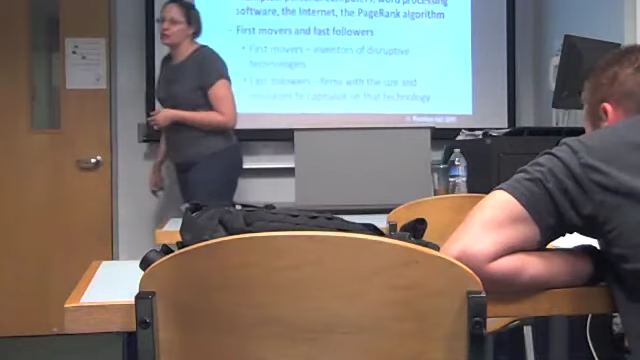 software, the Internet, the PageRank algorithm
First movers and fast followers
• First movers – inventors of disruptive
technologies
• Fast followers – firms with the size and
resources to capitalize on that technology